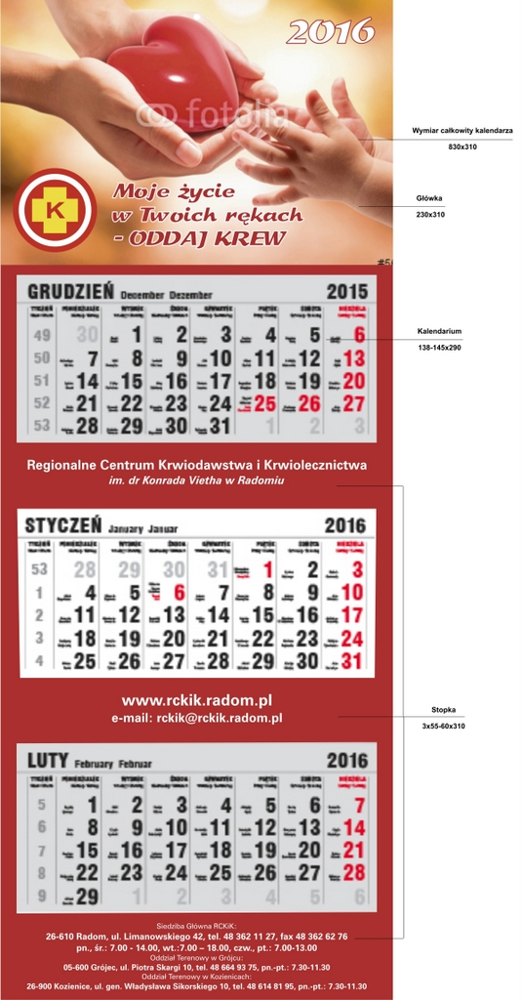 2016
fotolia
K
Moje życie
w Twoich rękach
- ODDAJ KREW
Wymiar całkowity kalendarza
830x310
Główka
230x310
GRUDZIEŃ December Dezember 2015
49 30 1 2 3 4 5 6
50 7 8 9 10 11 12 13
51 14 15 16 17 18 19 20
52 21 22 23 24 25 26 27
53 28 29 30 31 1 2 3
Kalendarium
138-145x290
Regionalne Centrum Krwiodawstwa i Krwiolecznictwa
im. dr Konrada Vietha w Radomiu
STYCZEŃ January Januar 2016
53 28 29 30 31 1 2 3
1 4 5 6 7 8 9 10
2 11 12 13 14 15 16 17
3 18 19 20 21 22 23 24
4 25 26 27 28 29 30 31
www.rckik.radom.pl
e-mail: rckik@rckik.radom.pl
Stopka
3x55-60x310
LUTY February Februar 2016
5 1 2 3 4 5 6 7
6 8 9 10 11 12 13 14
7 15 16 17 18 19 20 21
8 22 23 24 25 26 27 28
9 29 1 2 3 4 5 6
Siedziba Główna RCKiK:
26-610 Radom, ul. Limanowskiego 42, tel. 48 362 11 27, fax 48 362 62 76
pn., śr.: 7.00 - 14.00, wt.:7.00 – 18.00, czw., pt.: 7.00-13.00
Oddział Terenowy w Grójcu:
05-600 Grójec, ul. Piotra Skargi 10, tel. 48 664 93 75, pn.-pt.: 7.30-11.30
Oddział Terenowy w Kozienicach:
26-900 Kozienice, ul. gen. Władysława Sikorskiego 10, tel. 48 614 81 95, pn.-pt.: 7.30-11.30